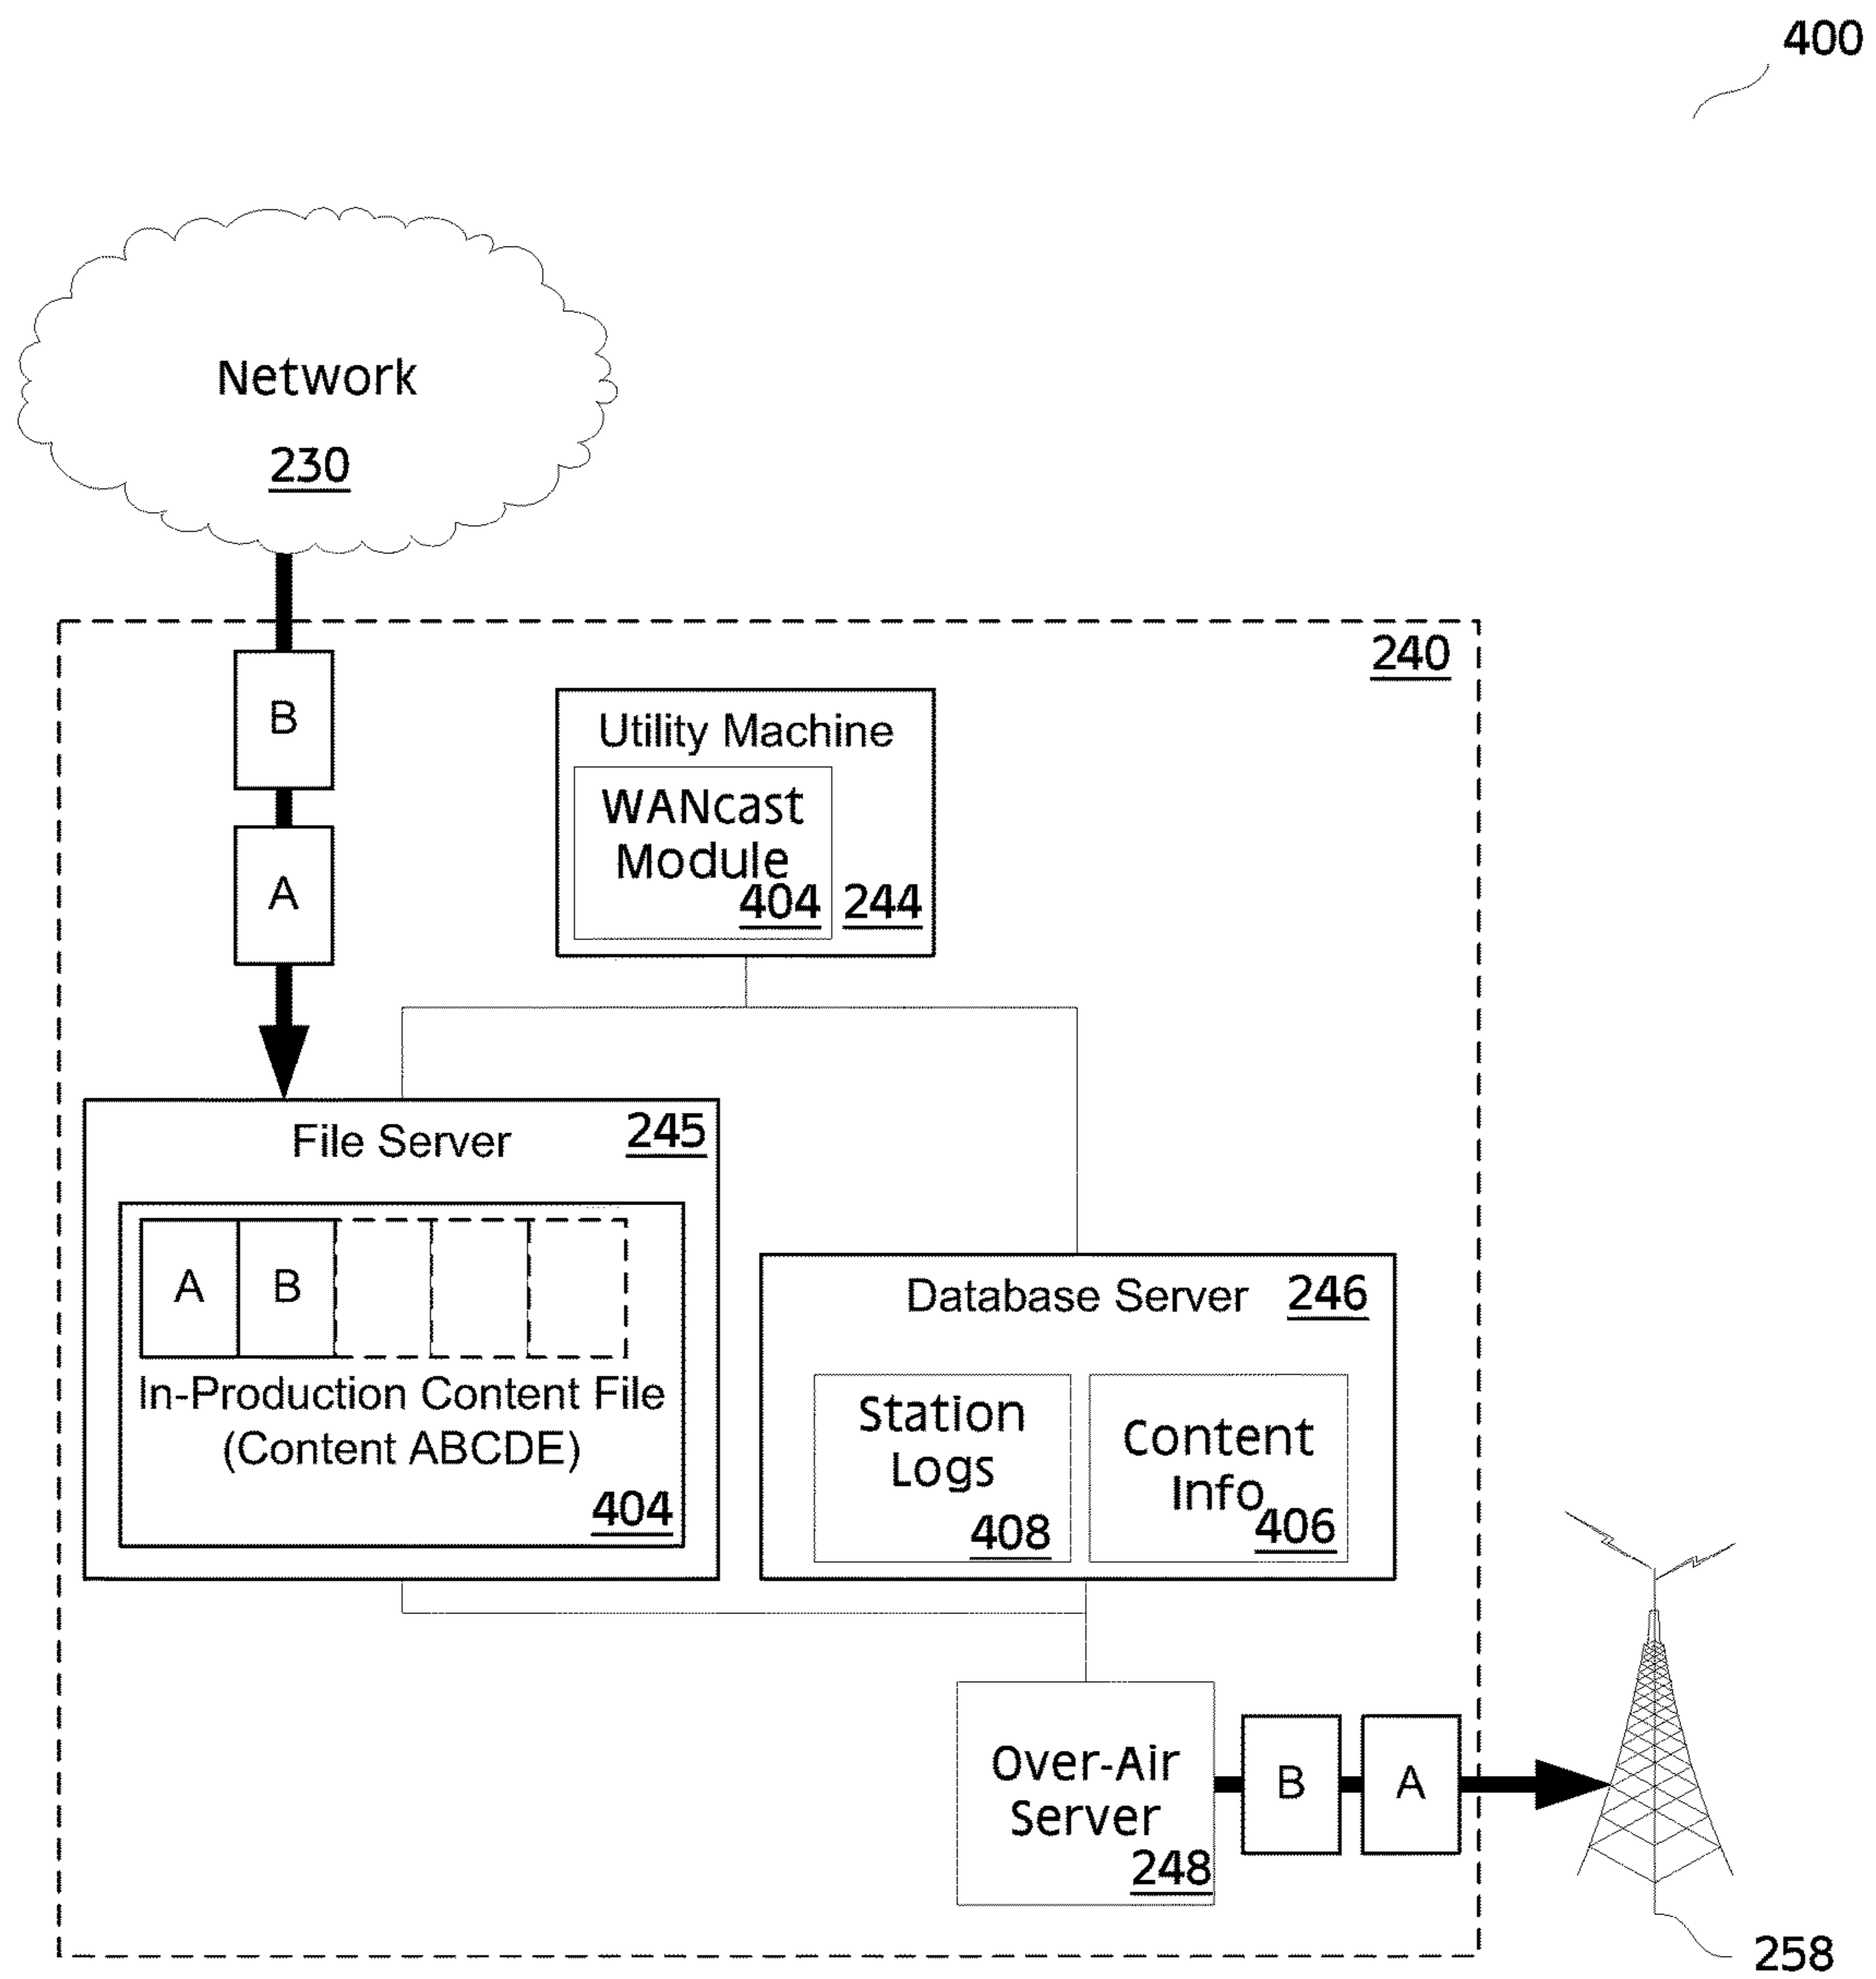 400
Network
230
240
B
Utility Machine
WANcast
Module
404
244
A
File Server
245
A
B
In-Production Content File
(Content ABCDE)
404
Database Server
246
Station
Logs
408
Content
Info
406
Over-Air
Server
248
B
A
258